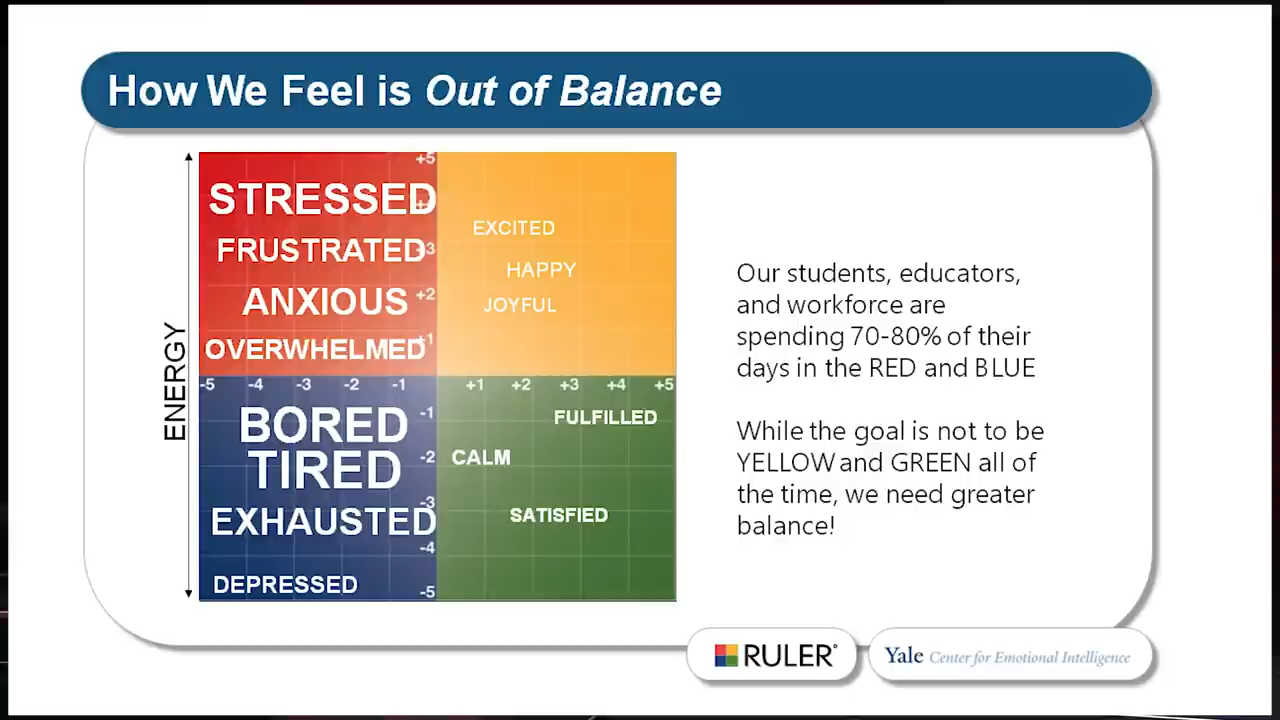 How We Feel is Out of Balance
ENERGY
+5
STRESSED
EXCITED
FRUSTRATED
+3
HAPPY
ANXIOUS
+2
JOYFUL
OVERWHELMED
+1
-5 -4 -3 -2 -1 +1 +2 +3 +4 +5
BORED
-1
FULFILLED
TIRED
-2
CALM
-3
EXHAUSTED
SATISFIED
-4
DEPRESSED
-5
Our students, educators,
and workforce are
spending 70-80% of their
days in the RED and BLUE
While the goal is not to be
YELLOW and GREEN all of
the time, we need greater
balance!
RULER®
Yale Center for Emotional Intelligence